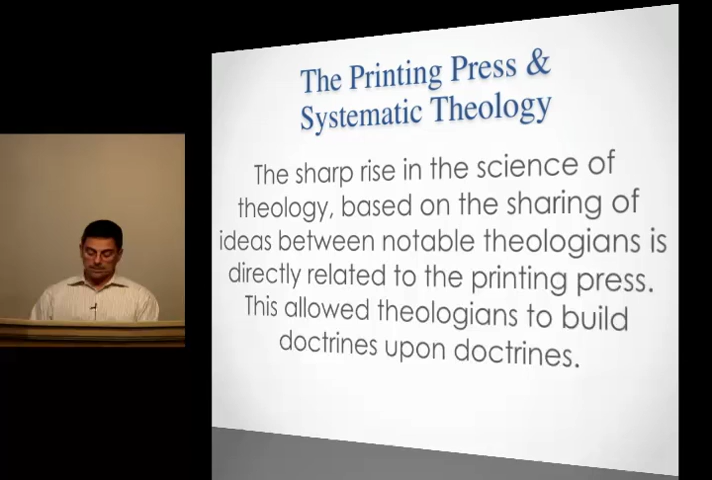 The Printing Press &
Systematic Theology
The sharp rise in the science of
theology, based on the sharing of
ideas between notable theologians is
directly related to the printing press.
This allowed theologians to build
doctrines upon doctrines.